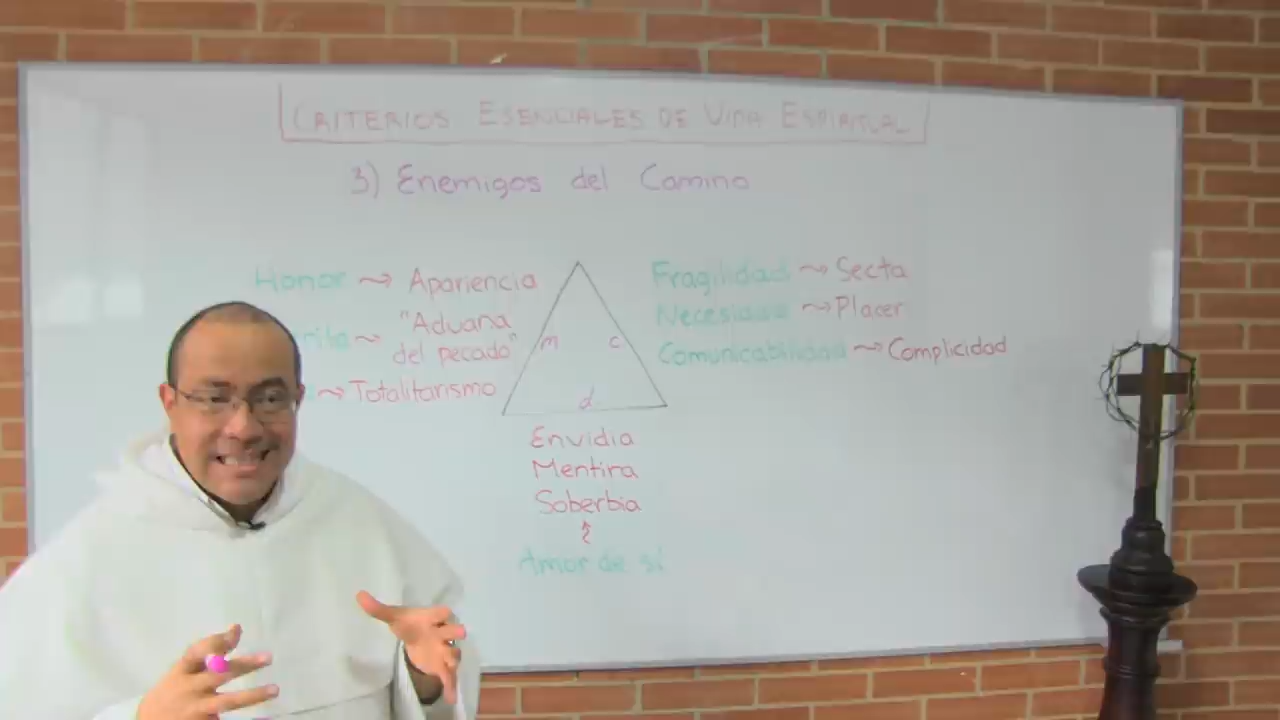 CRITERIOS ESENCIALES DE VIDA ESPIRITUAL
3) Enemigos del Camino
Honor → Apariencia
→ "Aduana
del pecado"
→ Totalitarismo
m
c
d
Fragilidad → Secta
Necesidad → Placer
Comunicabilidad → Complicidad
Envidia
Mentira
Soberbia
Amor de sí